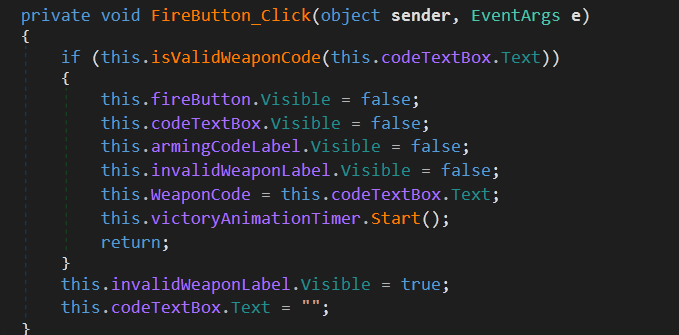 private void FireButton_Click(object sender, EventArgs e)
{
if (this.isValidWeaponCode(this.codeTextBox.Text))
{
this.fireButton.Visible = false;
this.codeTextBox.Visible = false;
this.armingCodeLabel.Visible = false;
this.invalidWeaponLabel.Visible = false;
this.WeaponCode = this.codeTextBox.Text;
this.victoryAnimationTimer.Start();
return;
}
this.invalidWeaponLabel.Visible = true;
this.codeTextBox.Text = "";
}